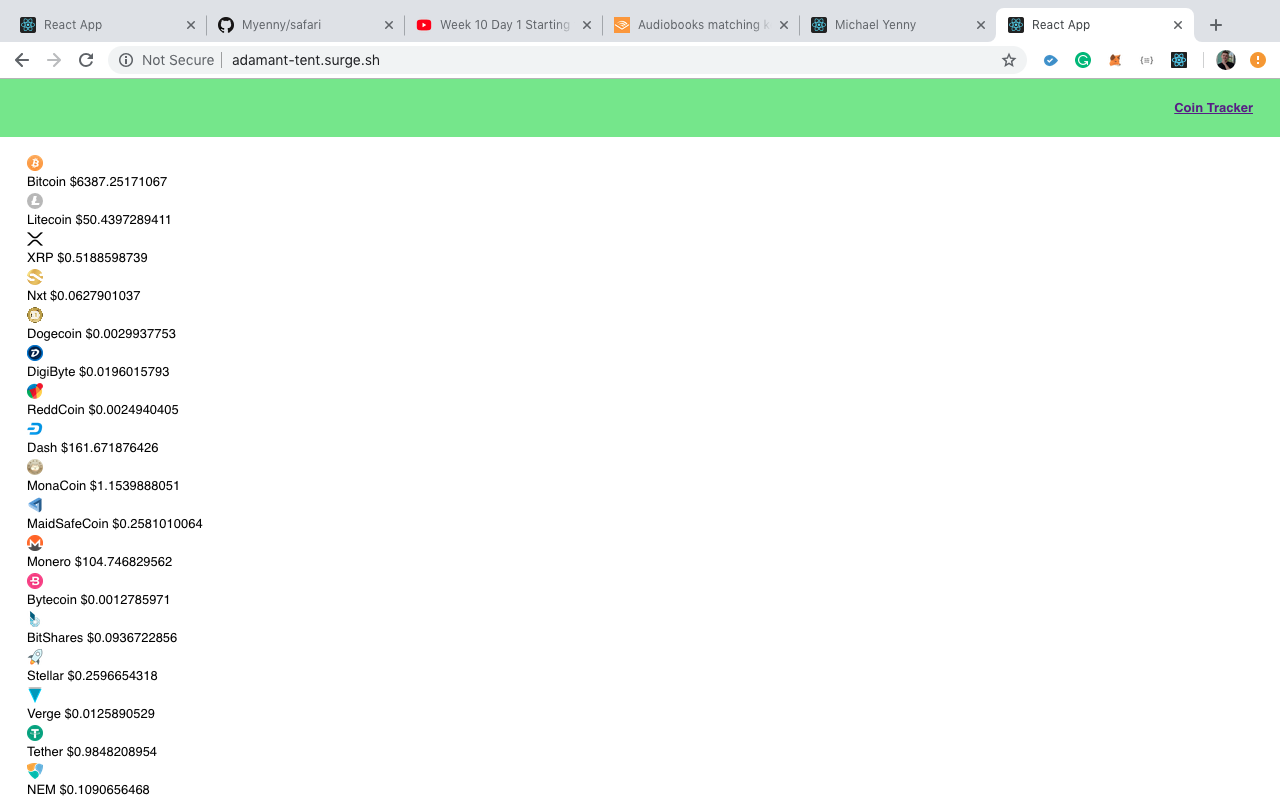 React App
Myenny/safari
Week 10 Day 1 Starting
Audiobooks matching k
Michael Yenny
React App
Not Secure
adamant-tent.surge.sh
Coin Tracker
Bitcoin $6387.25171067
Litecoin $50.4397289411
XRP $0.5188598739
Nxt $0.0627901037
Dogecoin $0.0029937753
DigiByte $0.0196015793
ReddCoin $0.0024940405
Dash $161.671876426
MonaCoin $1.1539888051
MaidSafeCoin $0.2581010064
Monero $104.746829562
Bytecoin $0.0012785971
BitShares $0.0936722856
Stellar $0.2596654318
Verge $0.0125890529
Tether $0.9848208954
NEM $0.1090656468